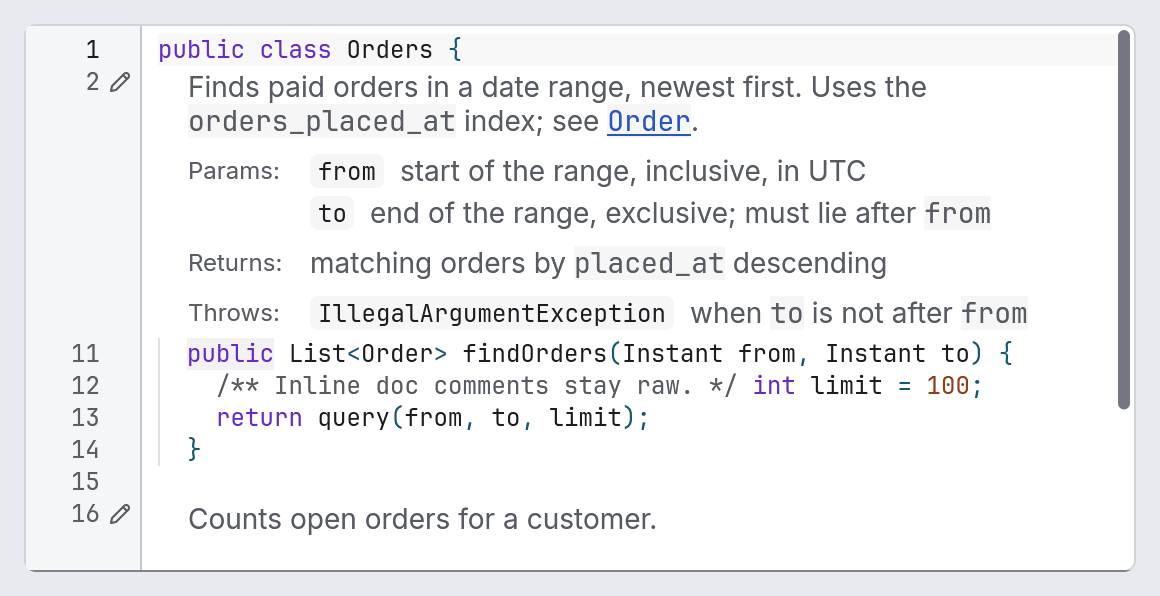 1 public class Orders {
2 Finds paid orders in a date range, newest first. Uses the
orders_placed_at index; see Order.
Params: from start of the range, inclusive, in UTC
to end of the range, exclusive; must lie after from
Returns: matching orders by placed_at descending
Throws: IllegalArgumentException when to is not after from
11 public List<Order> findOrders(Instant from, Instant to) {
12 /** Inline doc comments stay raw. */ int limit = 100;
13 return query(from, to, limit);
14 }
15
16 Counts open orders for a customer.